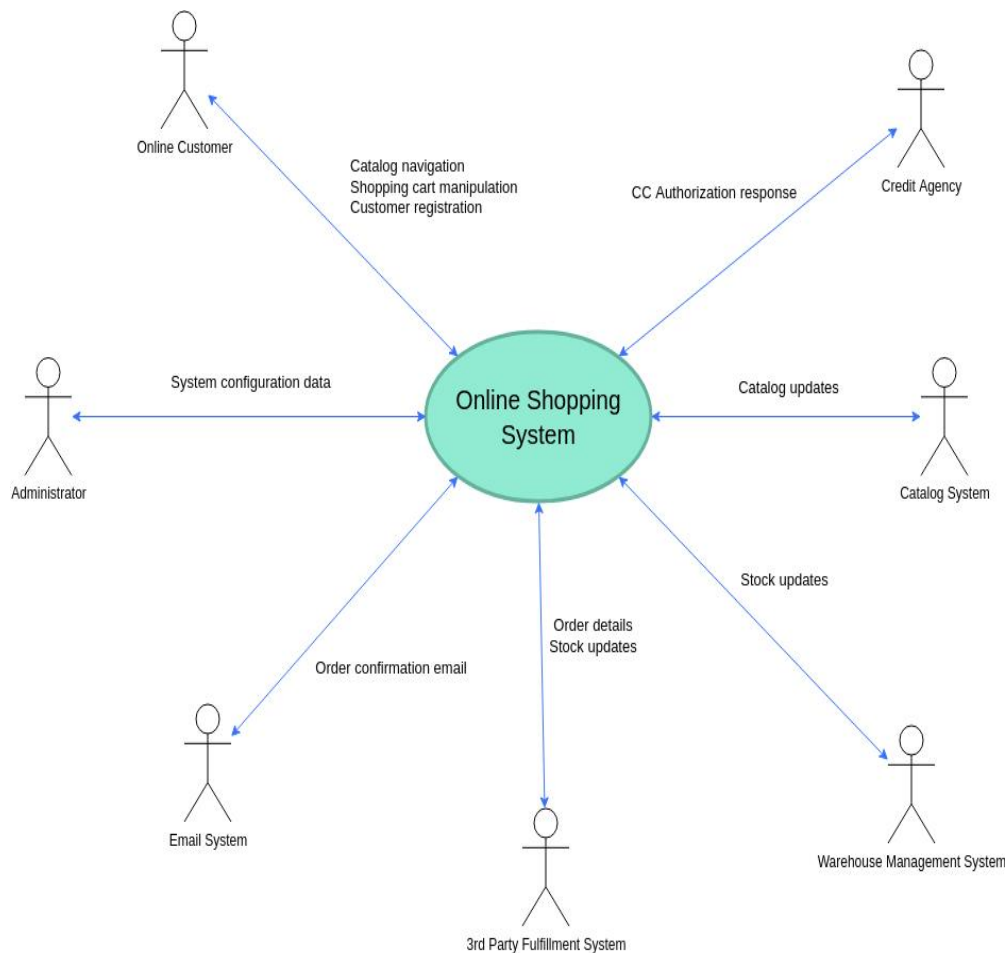 Online Customer
Catalog navigation
Shopping cart manipulation
Customer registration
CC Authorization response
Credit Agency
System configuration data
Administrator
Online Shopping
System
Catalog updates
Catalog System
Stock updates
Order details
Stock updates
Order confirmation email
Email System
Warehouse Management System
3rd Party Fulfillment System